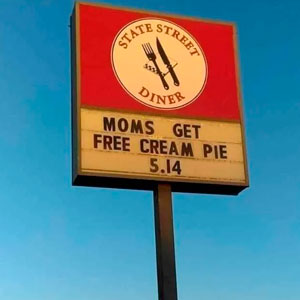 STATE STREET
DINER
MOMS GET
FREE CREAM PIE
5.14